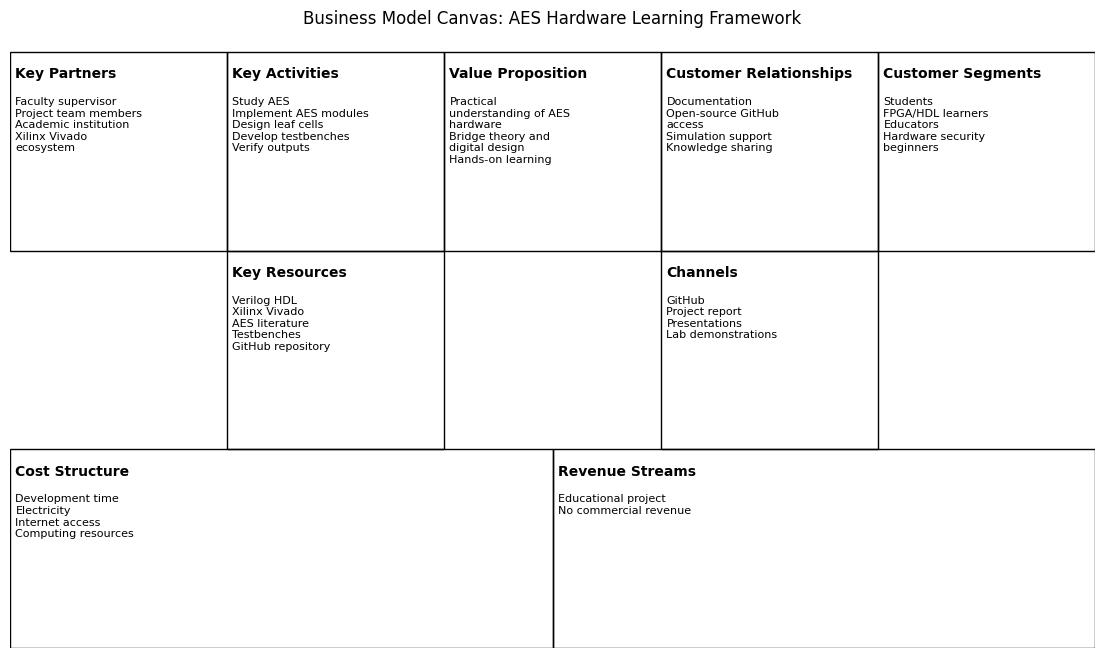 Business Model Canvas: AES Hardware Learning Framework
Key Partners
Faculty supervisor
Project team members
Academic institution
Xilinx Vivado
ecosystem
Key Activities
Study AES
Implement AES modules
Design leaf cells
Develop testbenches
Verify outputs
Value Proposition
Practical
understanding of AES
hardware
Bridge theory and
digital design
Hands-on learning
Customer Relationships
Documentation
Open-source GitHub
access
Simulation support
Knowledge sharing
Customer Segments
Students
FPGA/HDL learners
Educators
Hardware security
beginners
Key Resources
Verilog HDL
Xilinx Vivado
AES literature
Testbenches
GitHub repository
Channels
GitHub
Project report
Presentations
Lab demonstrations
Cost Structure
Development time
Electricity
Internet access
Computing resources
Revenue Streams
Educational project
No commercial revenue